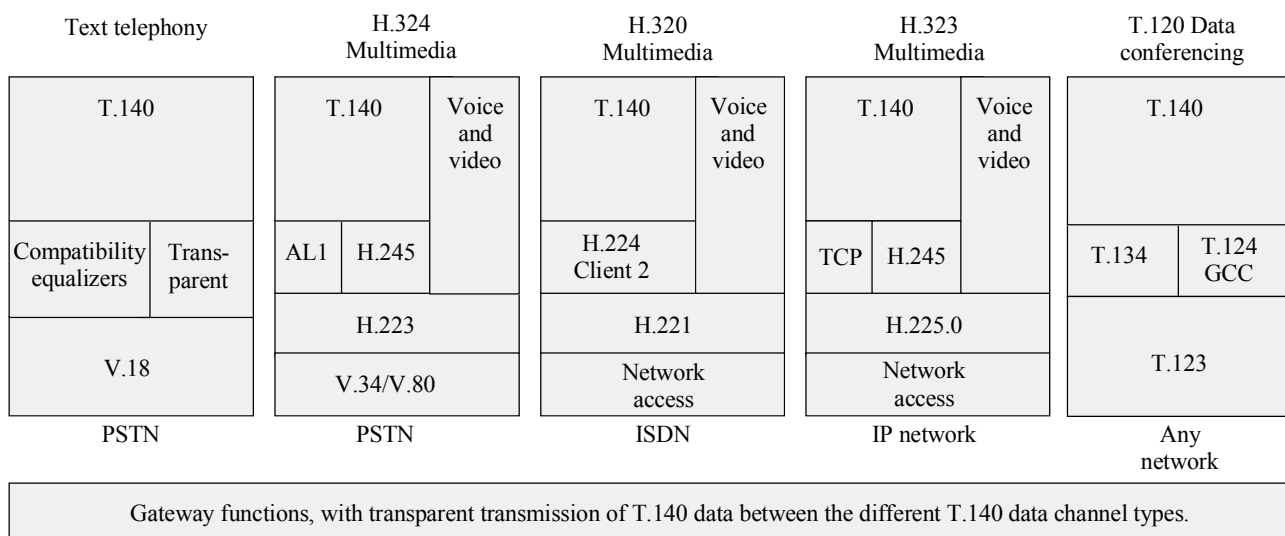 Text telephony
H.324
Multimedia
H.320
Multimedia
H.323
Multimedia
T.120 Data
conferencing
T.140
T.140
Voice
and
video
T.140
Voice
and
video
T.140
Voice
and
video
T.140
Compatibility
equalizers
Trans-
parent
AL1
H.245
H.224
Client 2
TCP
H.245
T.134
T.124
GCC
V.18
H.223
V.34/V.80
H.221
Network
access
H.225.0
Network
access
T.123
PSTN
PSTN
ISDN
IP network
Any
network
Gateway functions, with transparent transmission of T.140 data between the different T.140 data channel types.